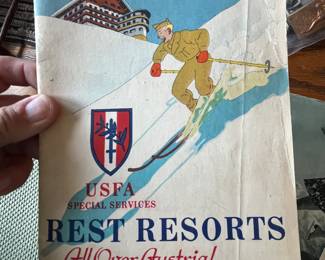 USFA
SPECIAL SERVICES
REST RESORTS
All Over Austria!